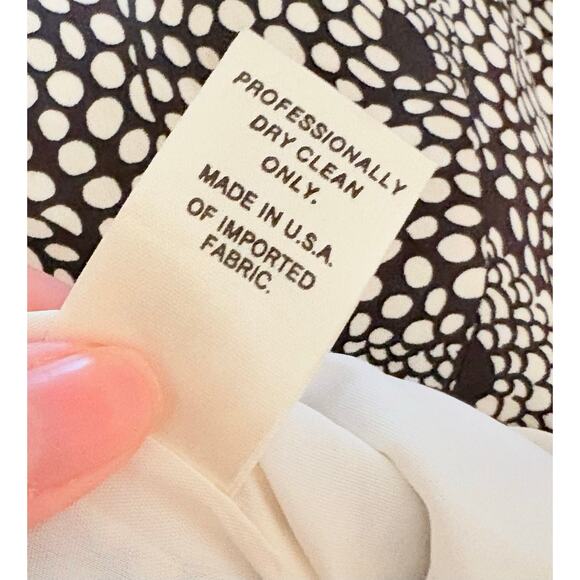 PROFESSIONALLY
DRY CLEAN
ONLY.
MADE IN U.S.A.
OF IMPORTED
FABRIC.